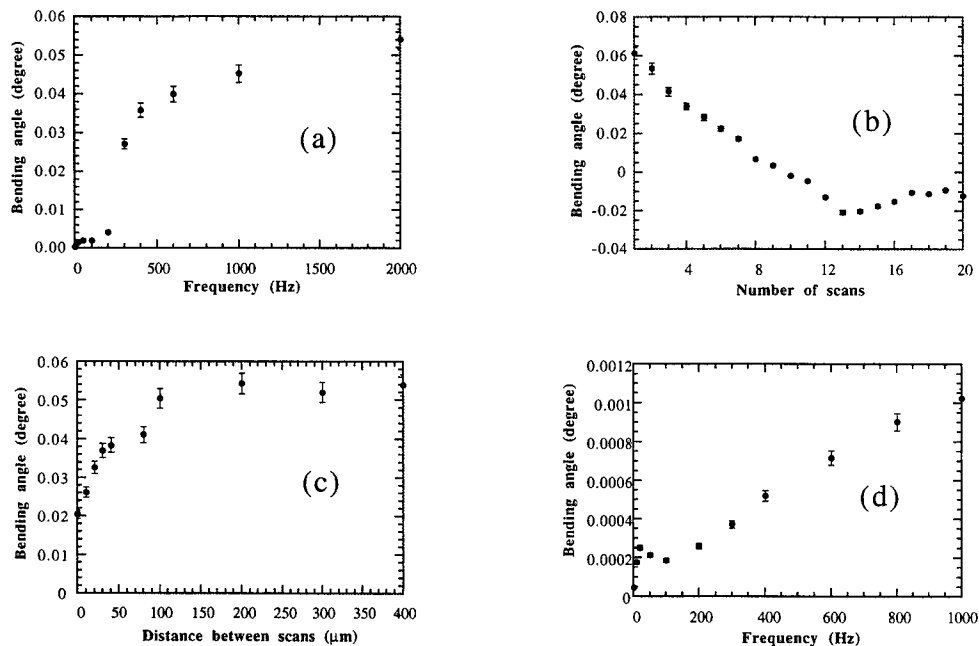 0.06
0.05
0.04
0.03
0.02
0.01
0.00
Bending angle (degree)
(a)
0 500 1000 1500 2000
Frequency (Hz)
0.08
0.06
0.04
0.02
0
-0.02
-0.04
Bending angle (degree)
(b)
4 8 12 16 20
Number of scans
0.06
0.05
0.04
0.03
0.02
0.01
0
Bending angle (degree)
(c)
0 50 100 150 200 250 300 350 400
Distance between scans (μm)
0.0012
0.001
0.0008
0.0006
0.0004
0.0002
0
Bending angle (degree)
(d)
0 200 400 600 800 1000
Frequency (Hz)